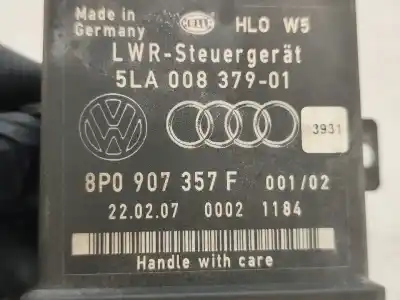 Made in
Germany
HELLA
HLO W5
LWR-Steuergerät
5LA 008 379-01
3931
8P0 907 357 F 001/02
22.02.07 0002 1184
Handle with care